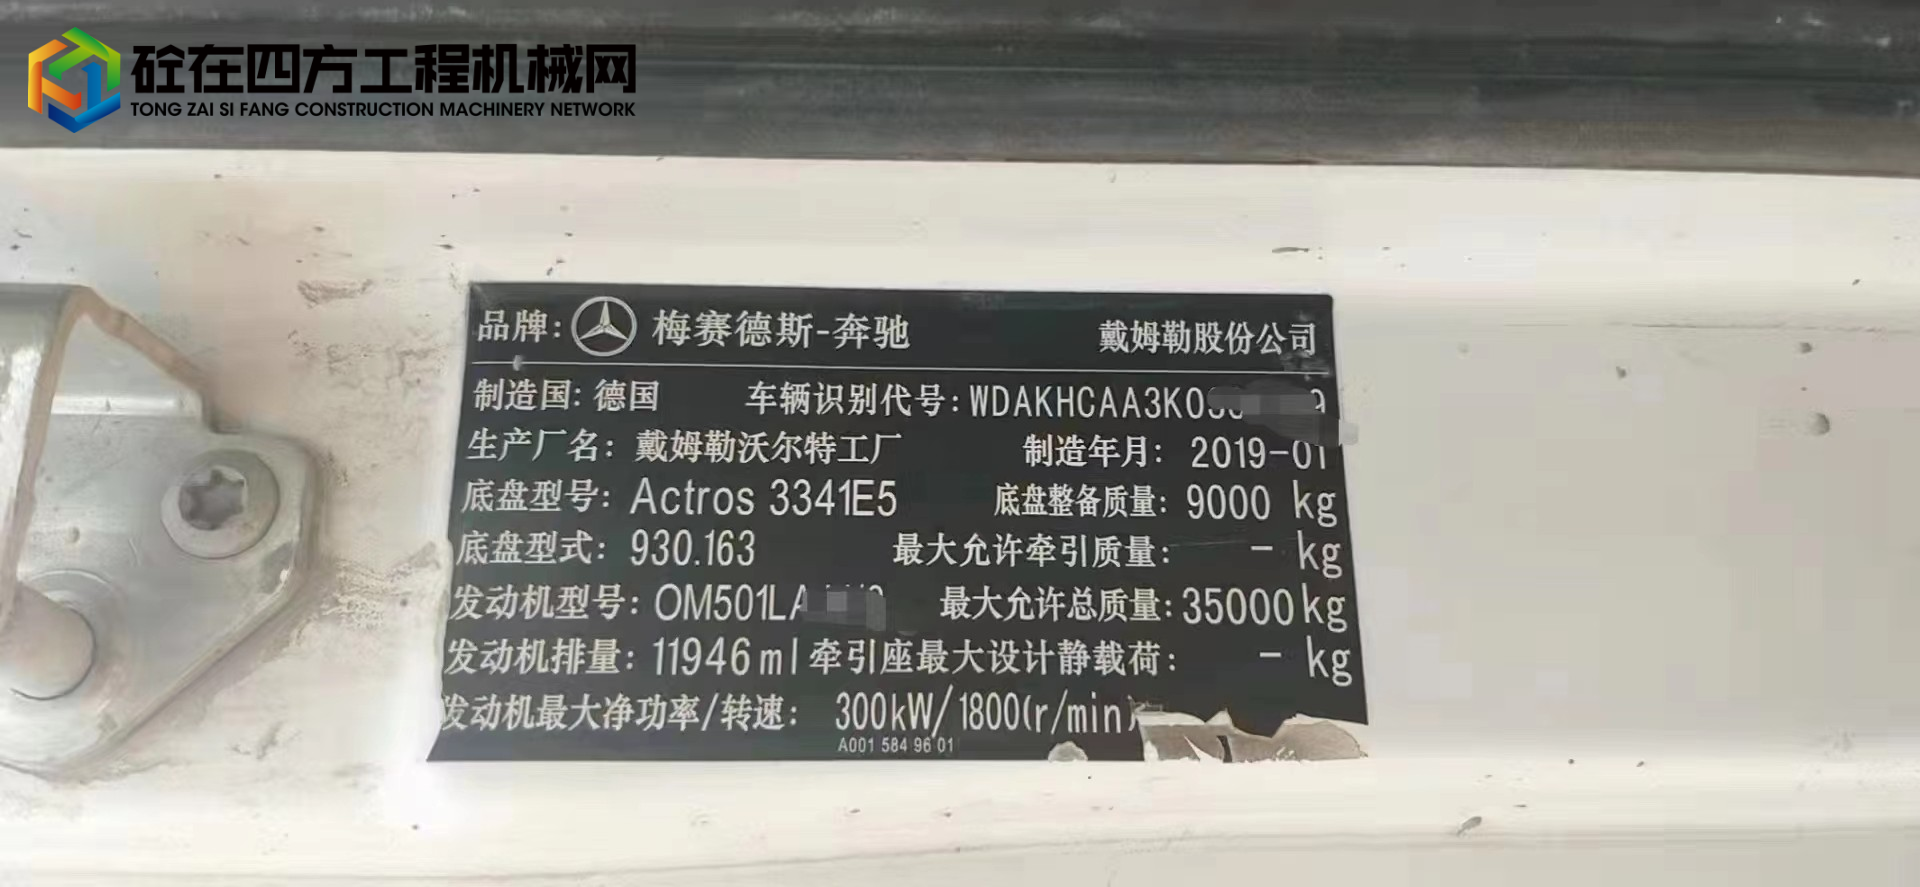 砼在四方工程机械网
TONG ZAI SI FANG CONSTRUCTION MACHINERY NETWORK
品牌: 梅赛德斯-奔驰 戴姆勒股份公司
制造国: 德国 车辆识别代号: WDAKHCAA3K0
生产厂名: 戴姆勒沃尔特工厂 制造年月: 2019-01
底盘型号: Actros 3341E5 底盘整备质量: 9000 kg
底盘型式: 930.163 最大允许牵引质量: - kg
发动机型号: OM501LA 最大允许总质量: 35000 kg
发动机排量: 11946 ml 牵引座最大设计静载荷: - kg
发动机最大净功率/转速: 300kW/1800(r/min)
A001 584 96 01